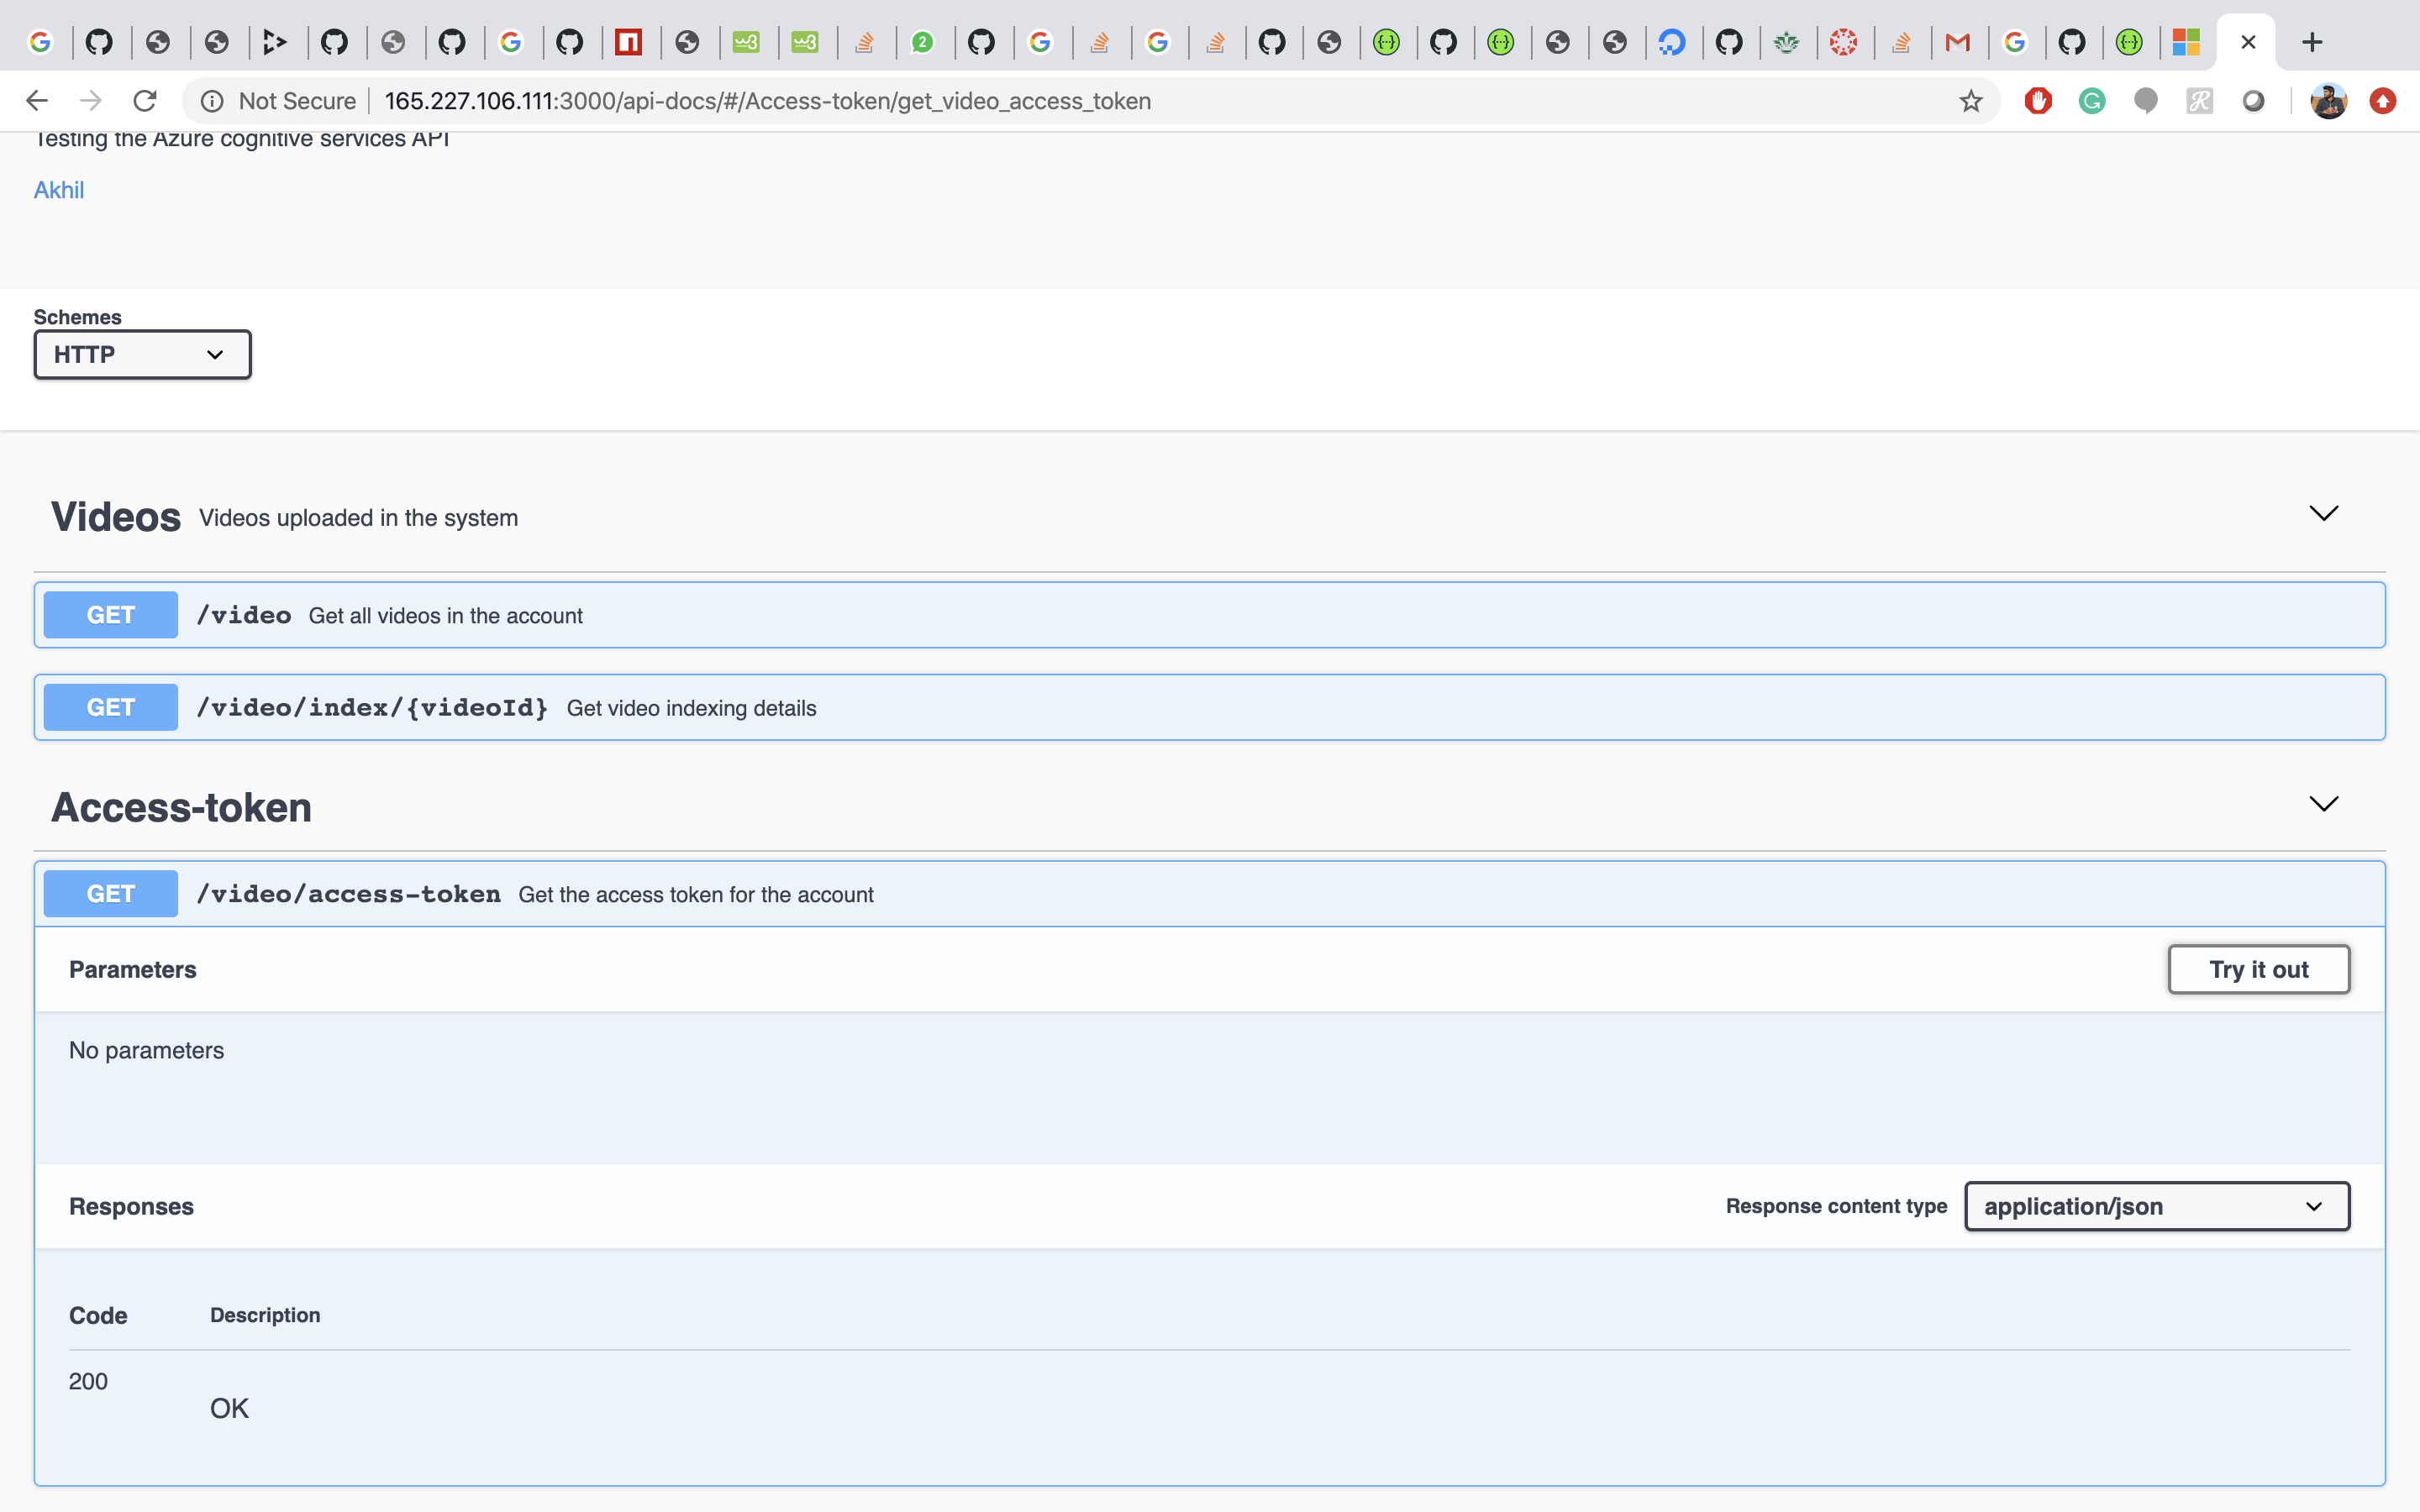 2
Not Secure 165.227.106.111:3000/api-docs/#/Access-token/get_video_access_token
Testing the Azure cognitive services API
Akhil
Schemes
HTTP
Videos Videos uploaded in the system
GET /video Get all videos in the account
GET /video/index/{videoId} Get video indexing details
Access-token
GET /video/access-token Get the access token for the account
Parameters Try it out
No parameters
Responses Response content type application/json
Code Description
200
OK